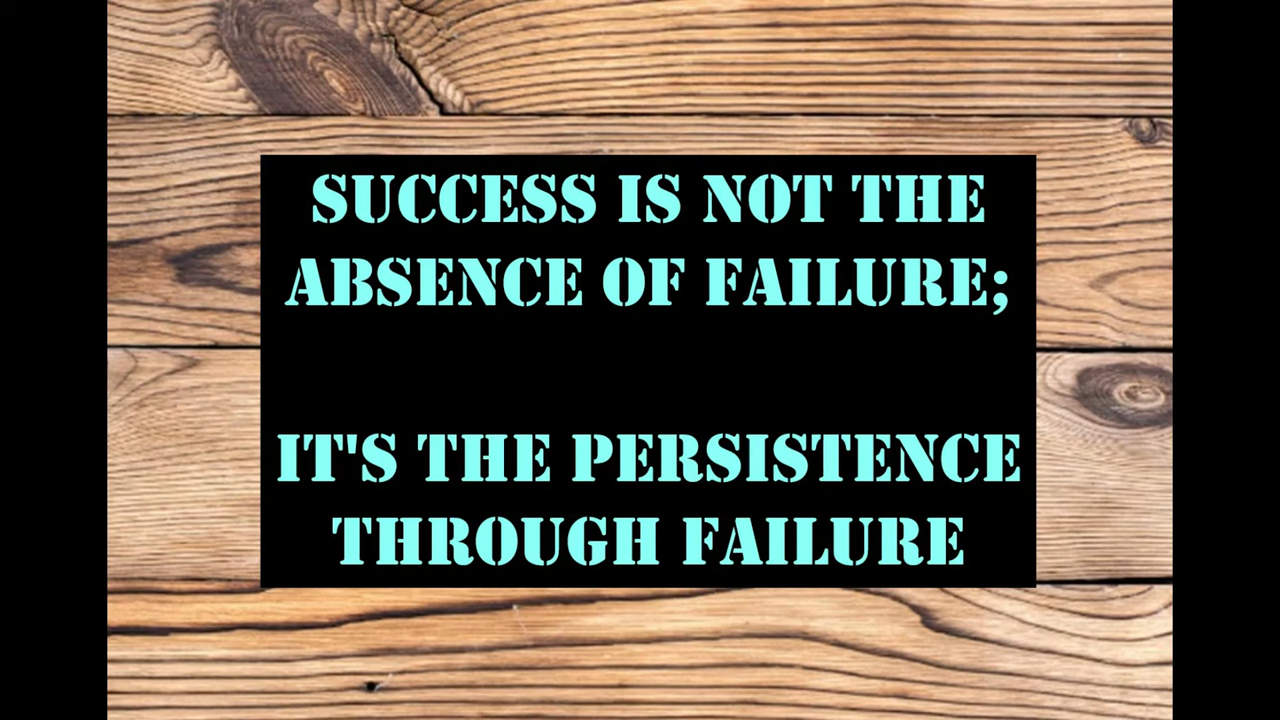 SUCCESS IS NOT THE
ABSENCE OF FAILURE;
IT'S THE PERSISTENCE
THROUGH FAILURE